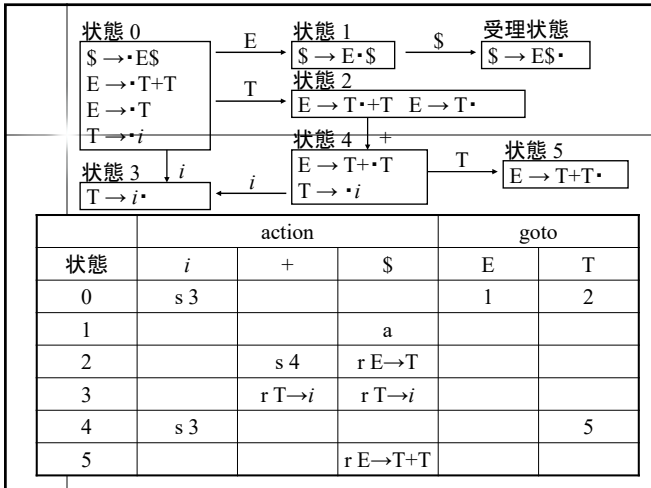 状態 0
$ → ･E$
E → ･T+T
E → ･T
T → ･i
E
状態 1
$ → E･$
$
受理状態
$ → E$･
T
状態 2
E → T･+T E → T･
+
状態 4
E → T+･T
T → ･i
T
状態 5
E → T+T･
i
i
状態 3
T → i･
action goto
状態 i + $ E T
0 s 3 1 2
1 a
2 s 4 r E→T
3 r T→i r T→i
4 s 3 5
5 r E→T+T